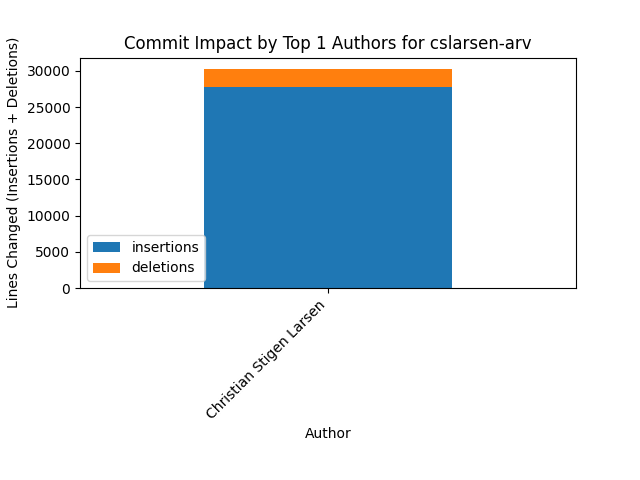 Commit Impact by Top 1 Authors for cslarsen-arv
Lines Changed (Insertions + Deletions)
30000
25000
20000
15000
10000
5000
0
insertions
deletions
Christian Stigen Larsen
Author